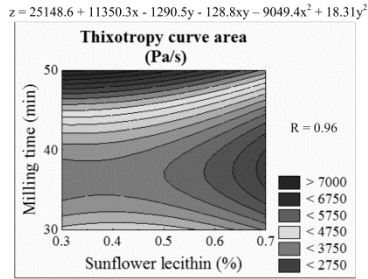 z = 25148.6 + 11350.3x - 1290.5y - 128.8xy – 9049.4x² + 18.31y²
Thixotropy curve area
(Pa/s)
50
40
30
Milling time (min)
0.3
0.4
0.5
0.6
0.7
Sunflower lecithin (%)
R = 0.96
> 7000
< 6750
< 5750
< 4750
< 3750
< 2750